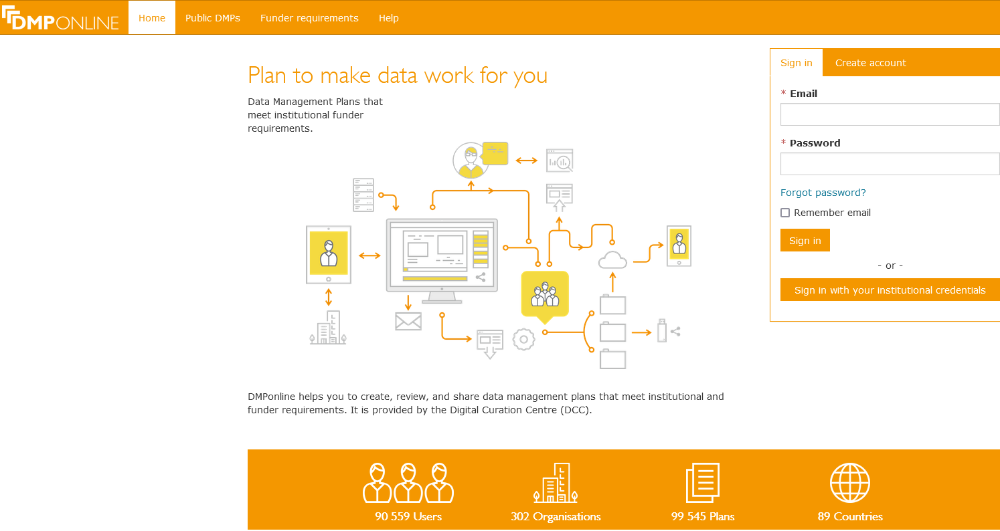 DMPONLINE Home Public DMPs Funder requirements Help
Plan to make data work for you
Data Management Plans that
meet institutional funder
requirements.
DMPonline helps you to create, review, and share data management plans that meet institutional and
funder requirements. It is provided by the Digital Curation Centre (DCC).
Sign in Create account
* Email
* Password
Forgot password?
Remember email
Sign in
- or -
Sign in with your institutional credentials
90 559 Users 302 Organisations 99 545 Plans 89 Countries